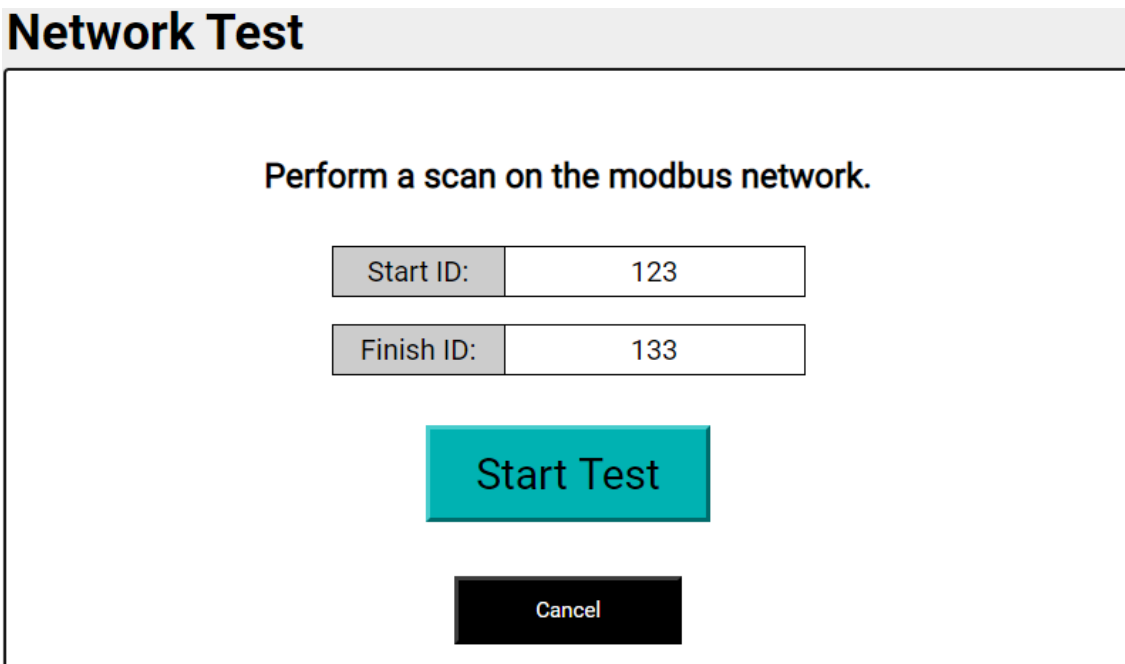 Network Test
Perform a scan on the modbus network.
Start ID: 123
Finish ID: 133
Start Test
Cancel